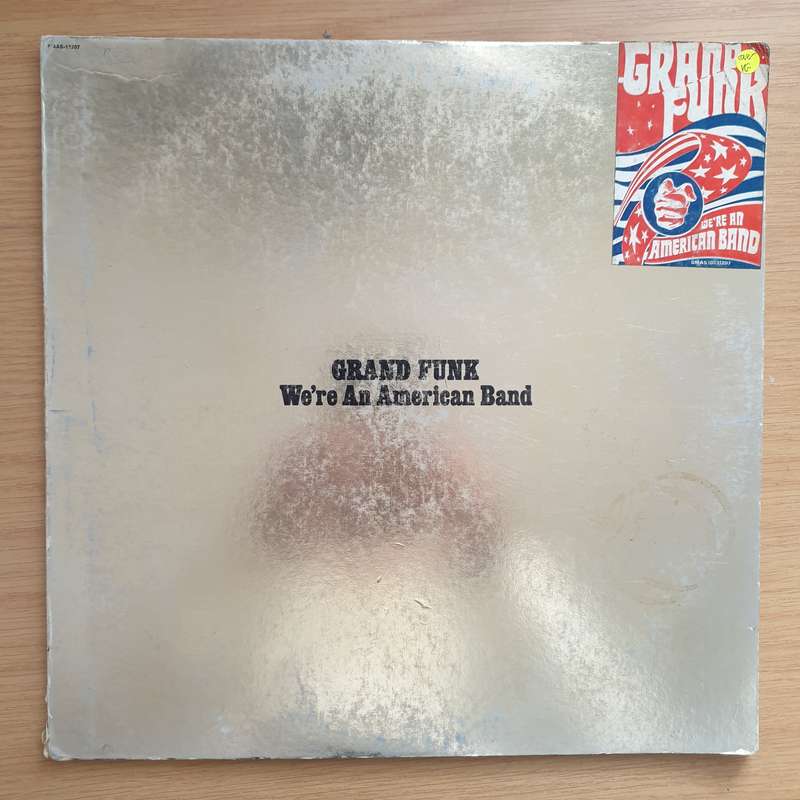 GRAND
FUNK
WE'RE AN
AMERICAN BAND
GRAND FUNK
We're An American Band